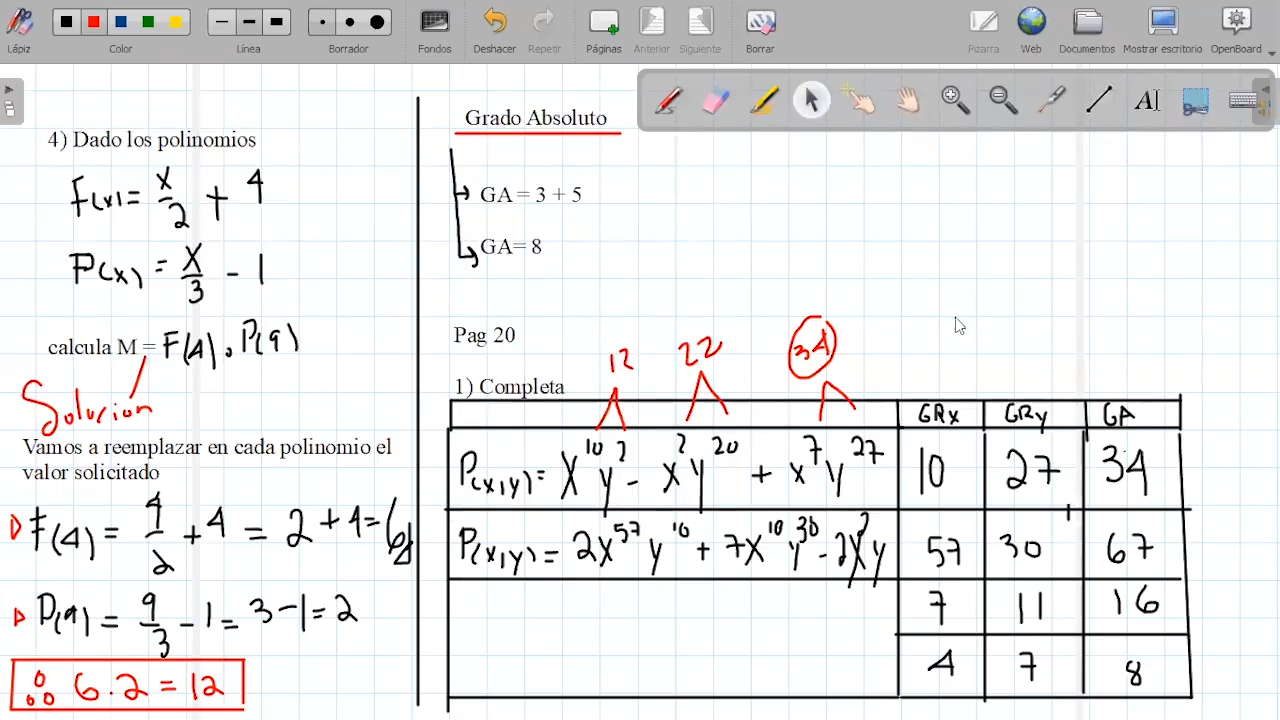 Lápiz
Color
Línea
Borrador
Fondos
Deshacer
Repetir
Páginas
Anterior
Siguiente
Borrar
Pizarra
Web
Documentos
Mostrar escritorio
OpenBoard
4) Dado los polinomios
F(x) = x/2 + 4
P(x) = x/3 - 1
calcula M = F(4) . P(9)
Solucion
Vamos a reemplazar en cada polinomio el
valor solicitado
F(4) = 4/2 + 4 = 2 + 4 = 6
P(9) = 9/3 - 1 = 3 - 1 = 2
∴ 6 . 2 = 12
Grado Absoluto
GA = 3 + 5
GA= 8
Pag 20
12 22 34
1) Completa
GRx GRy GA
P(x,y) = x^10 y^2 - x^2 y^20 + x^7 y^27 10 27 34
P(x,y) = 2x^57 y^10 + 7x^10 y^30 - 2x^2 y 57 30 67
7 11 16
4 7 8